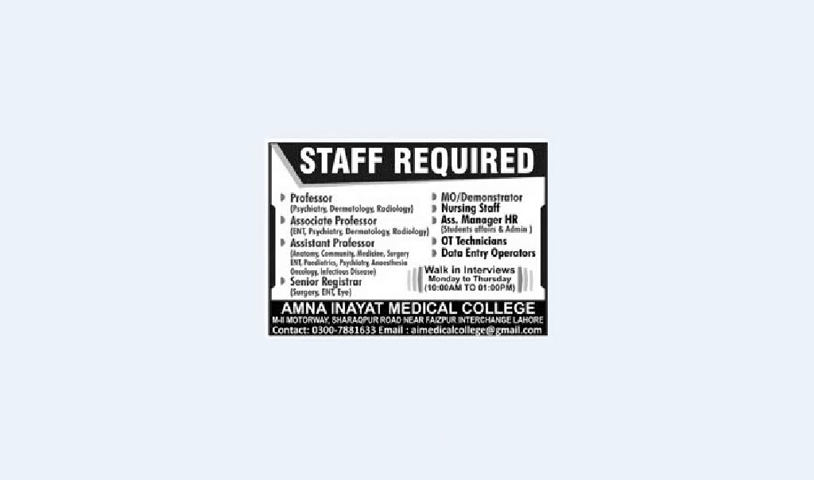 STAFF REQUIRED
Professor
(Psychiatry, Dermatology, Radiology)
Associate Professor
(ENT, Psychiatry, Dermatology, Radiology)
Assistant Professor
(Anatomy, Community, Medicine, Surgery
ENT, Paediatrics, Psychiatry, Anaesthesia
Oncology, Infectious Disease)
Senior Registrar
(Surgery, ENT, Eye)
MO/Demonstrator
Nursing Staff
Ass. Manager HR
(Students affairs & Admin )
OT Technicians
Data Entry Operators
Walk in Interviews
Monday to Thursday
(10:00AM TO 01:00PM)
AMNA INAYAT MEDICAL COLLEGE
M-II MOTORWAY, SHARAQPUR ROAD NEAR FAIZPUR INTERCHANGE LAHORE
Contact: 0300-7881633 Email : aimedicalcollege@gmail.com